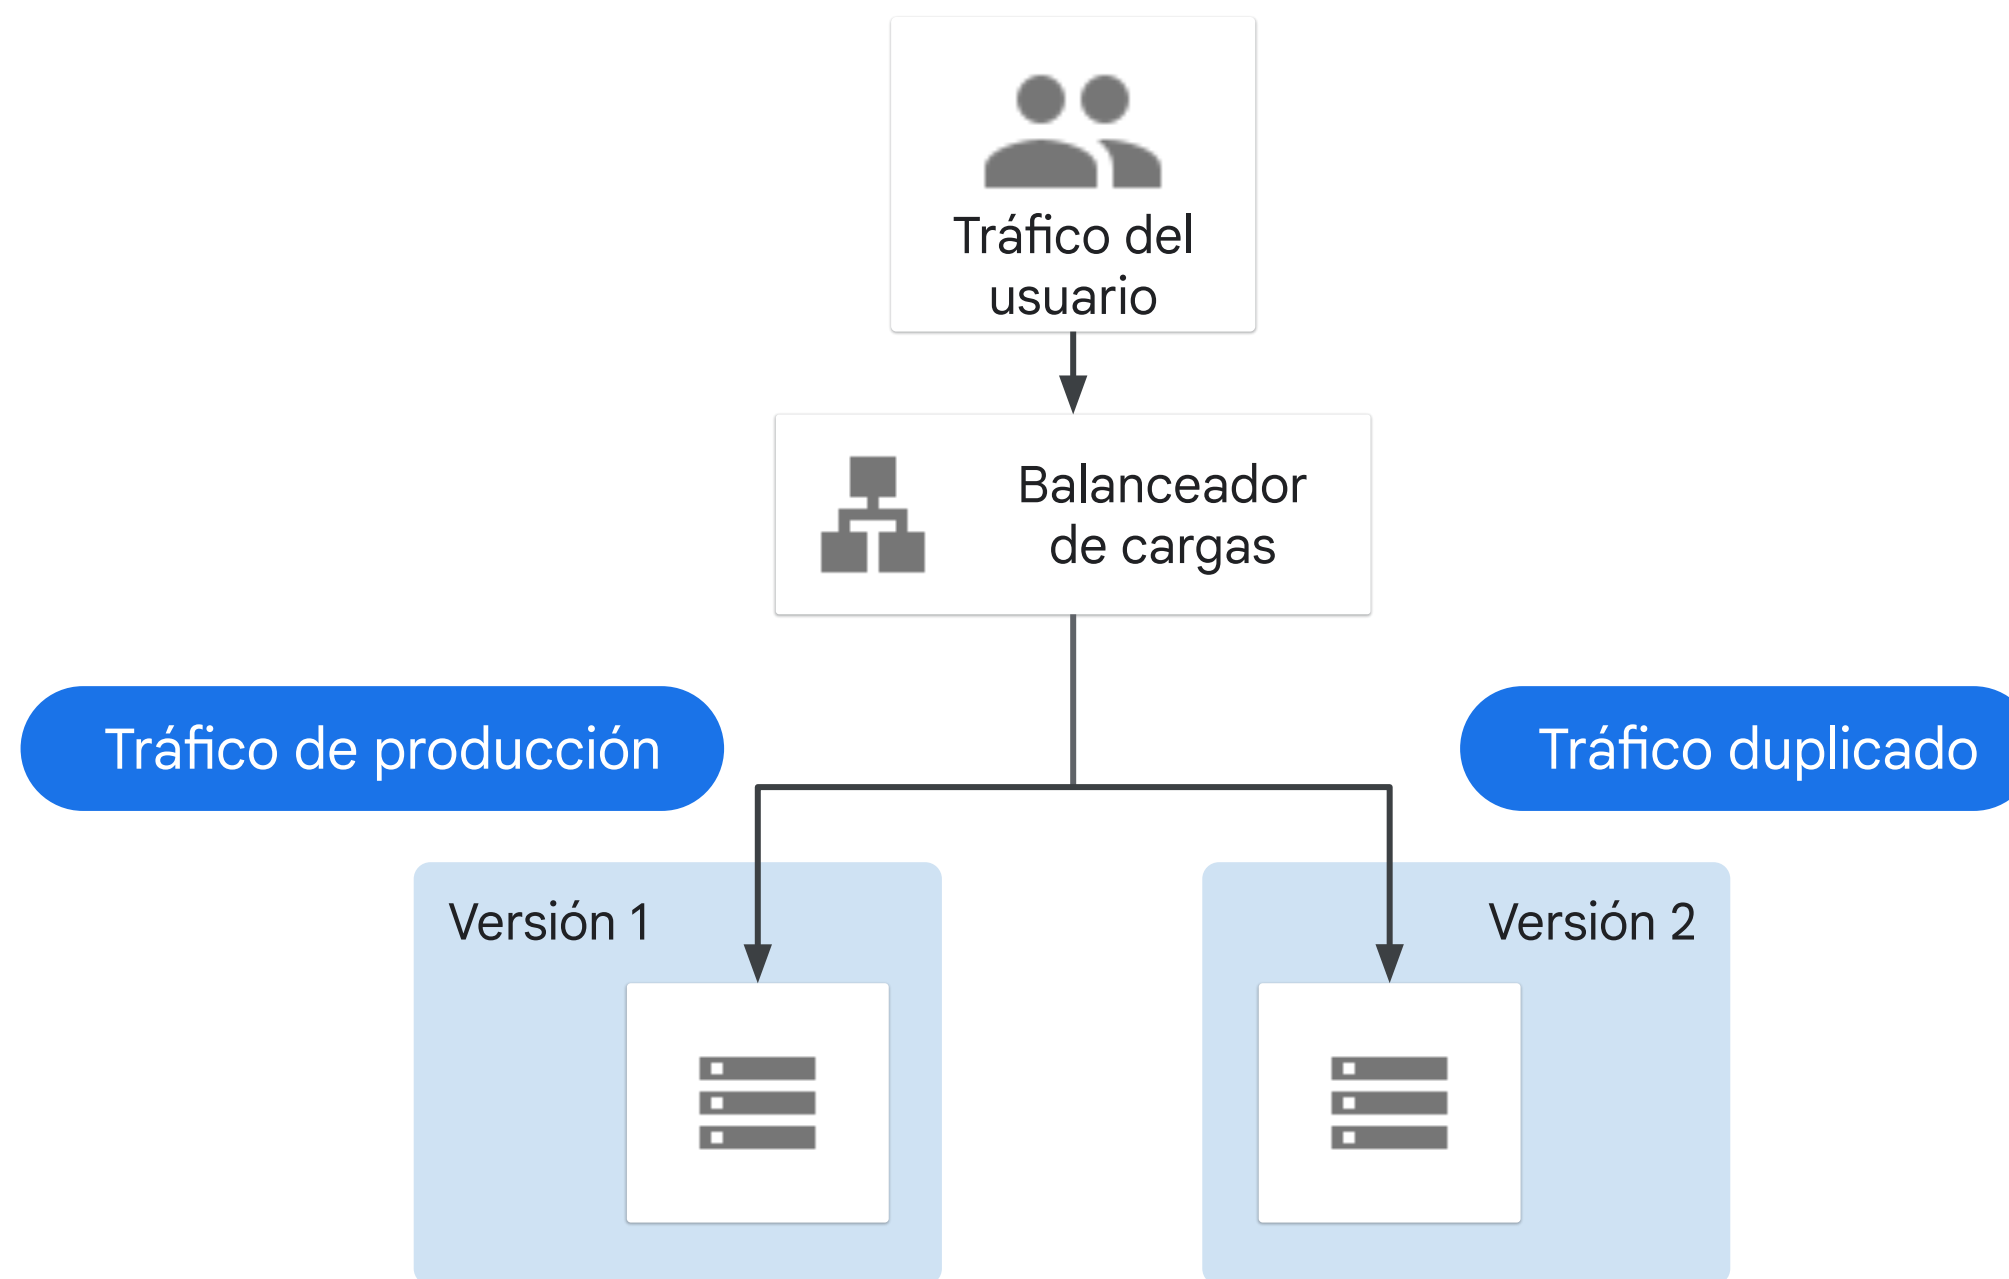 Tráfico del
usuario
Balanceador
de cargas
Tráfico de producción
Tráfico duplicado
Versión 1
Versión 2